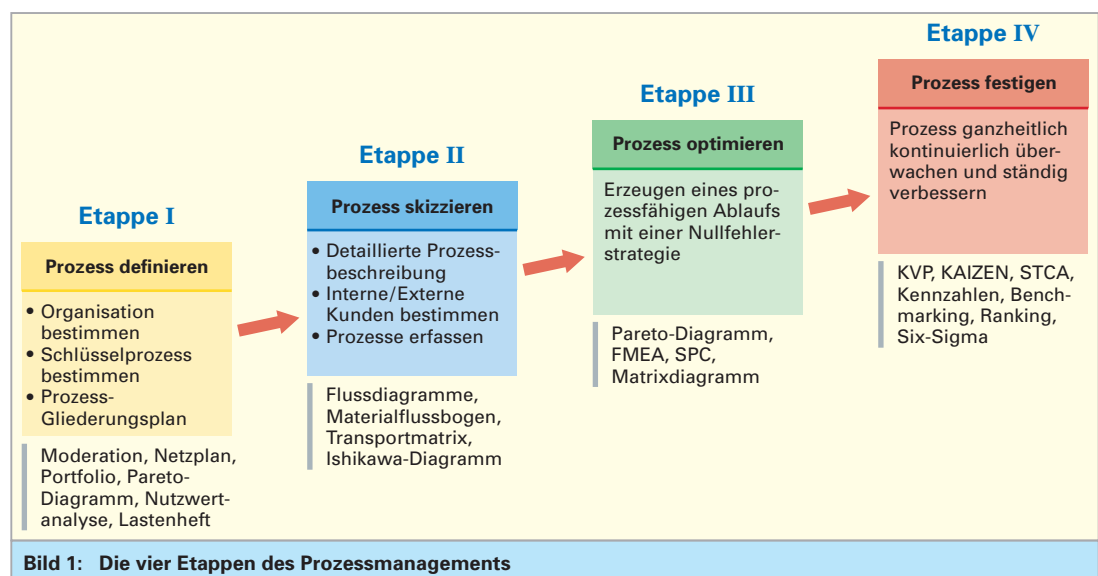 Etappe I
Prozess definieren
• Organisation
bestimmen
• Schlüsselprozess
bestimmen
• Prozess-
Gliederungsplan
Moderation, Netzplan,
Portfolio, Pareto-
Diagramm, Nutzwert-
analyse, Lastenheft
Etappe II
Prozess skizzieren
• Detaillierte Prozess-
beschreibung
• Interne/Externe
Kunden bestimmen
• Prozesse erfassen
Flussdiagramme,
Materialflussbogen,
Transportmatrix,
Ishikawa-Diagramm
Etappe III
Prozess optimieren
Erzeugen eines pro-
zessfähigen Ablaufs
mit einer Nullfehler-
strategie
Pareto-Diagramm,
FMEA, SPC,
Matrixdiagramm
Etappe IV
Prozess festigen
Prozess ganzheitlich
kontinuierlich über-
wachen und ständig
verbessern
KVP, KAIZEN, STCA,
Kennzahlen, Bench-
marking, Ranking,
Six-Sigma
Bild 1: Die vier Etappen des Prozessmanagements